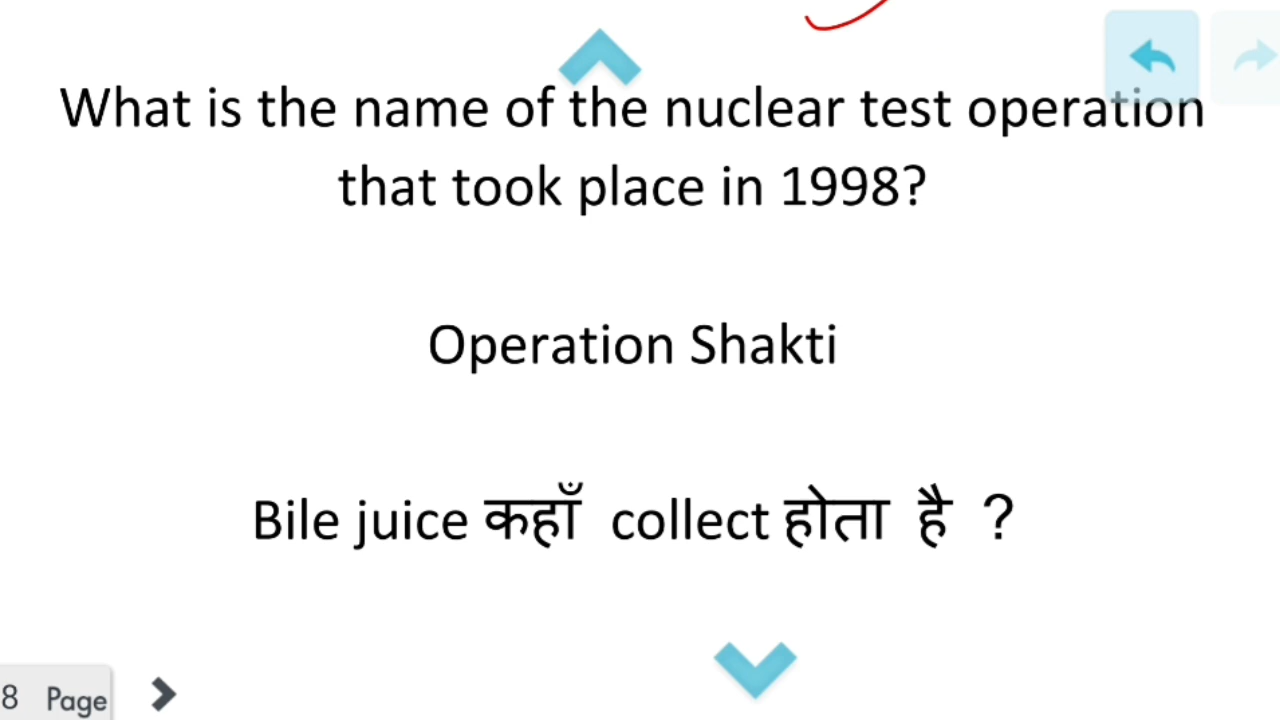 What is the name of the nuclear test operation
that took place in 1998?
Operation Shakti
Bile juice कहाँ collect होता है ?
8 Page